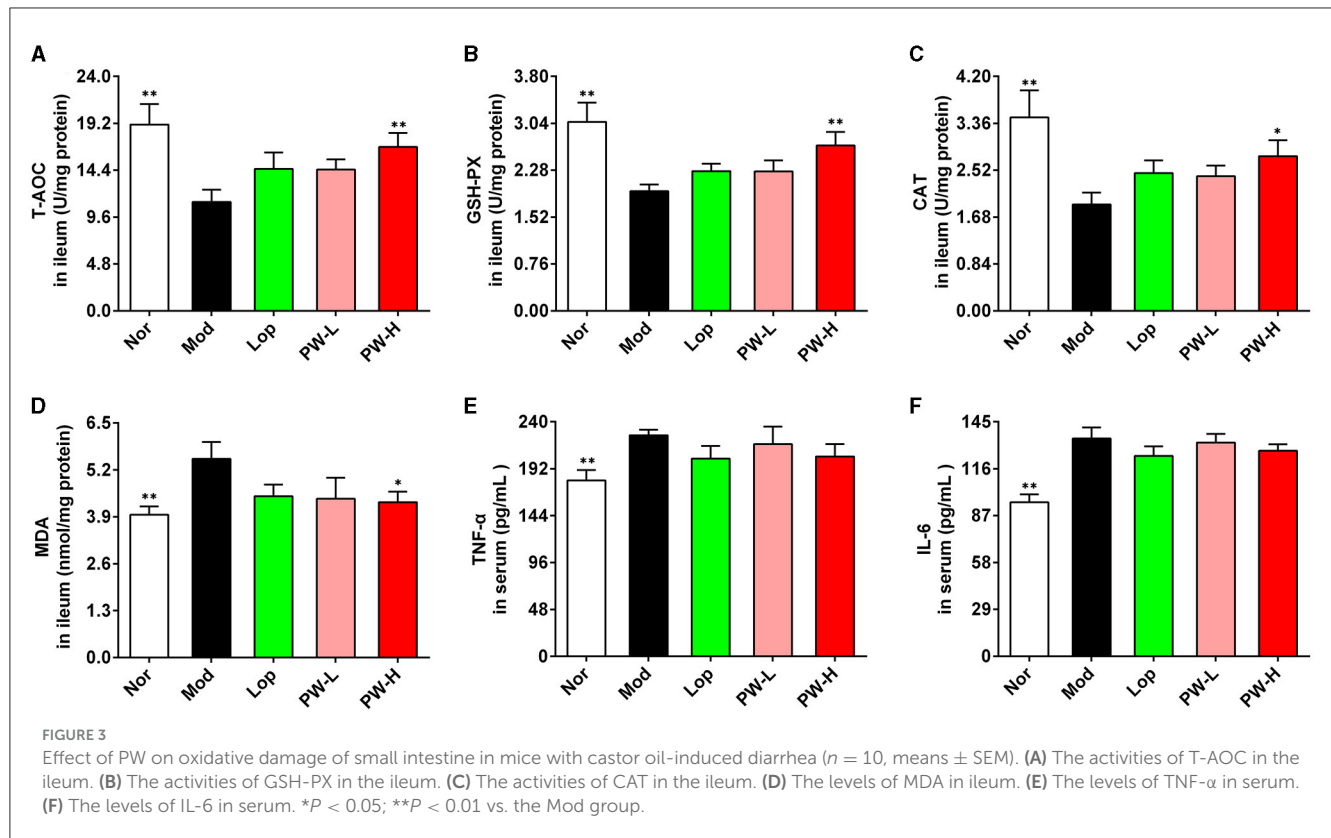 A
T-AOC
in ileum (U/mg protein)
24.0
19.2
14.4
9.6
4.8
0.0
**
**
Nor
Mod
Lop
PW-L
PW-H
B
GSH-PX
in ileum (U/mg protein)
3.80
3.04
2.28
1.52
0.76
0.00
**
**
Nor
Mod
Lop
PW-L
PW-H
C
CAT
in ileum (U/mg protein)
4.20
3.36
2.52
1.68
0.84
0.00
**
*
Nor
Mod
Lop
PW-L
PW-H
D
MDA
in ileum (nmol/mg protein)
6.5
5.2
3.9
2.6
1.3
0.0
**
*
Nor
Mod
Lop
PW-L
PW-H
E
TNF-α
in serum (pg/mL )
240
192
144
96
48
0
**
Nor
Mod
Lop
PW-L
PW-H
F
IL-6
in serum (pg/mL)
145
116
87
58
29
0
**
Nor
Mod
Lop
PW-L
PW-H
FIGURE 3
Effect of PW on oxidative damage of small intestine in mice with castor oil-induced diarrhea (n = 10, means ± SEM). (A) The activities of T-AOC in the
ileum. (B) The activities of GSH-PX in the ileum. (C) The activities of CAT in the ileum. (D) The levels of MDA in ileum. (E) The levels of TNF-α in serum.
(F) The levels of IL-6 in serum. *P < 0.05; **P < 0.01 vs. the Mod group.